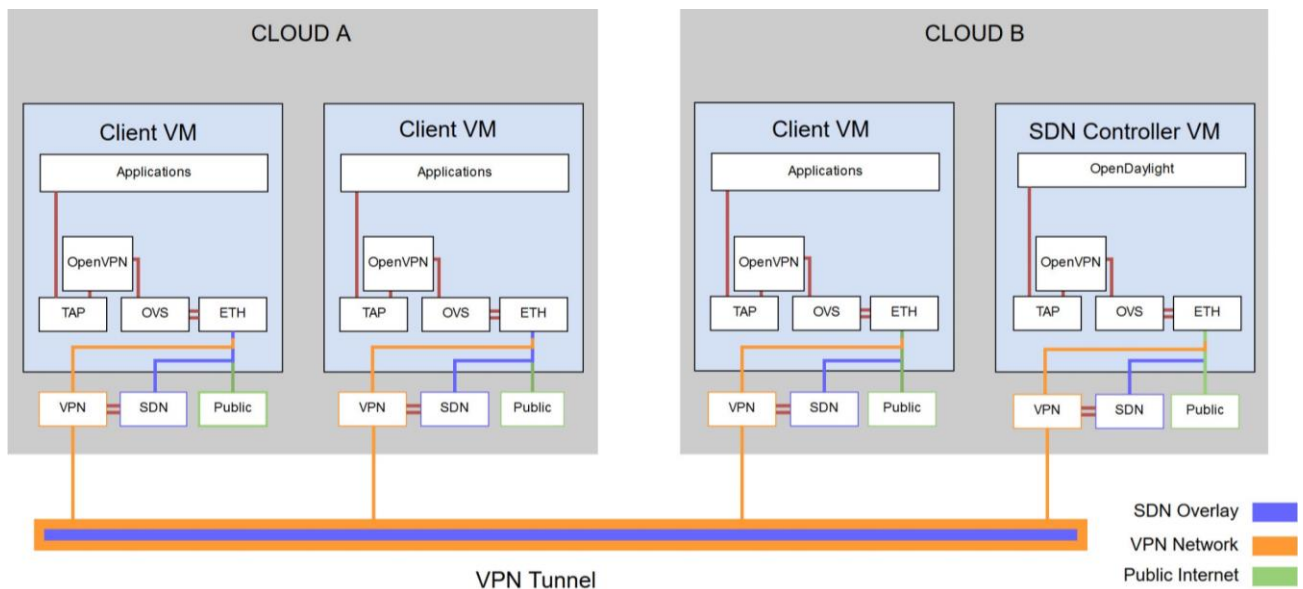 CLOUD A
CLOUD B
Client VM
Client VM
Client VM
SDN Controller VM
Applications
Applications
Applications
OpenDaylight
OpenVPN
OpenVPN
OpenVPN
OpenVPN
TAP
OVS
ETH
TAP
OVS
ETH
TAP
OVS
ETH
TAP
OVS
ETH
VPN
SDN
Public
VPN
SDN
Public
VPN
SDN
Public
VPN
SDN
Public
SDN Overlay
VPN Network
Public Internet
VPN Tunnel